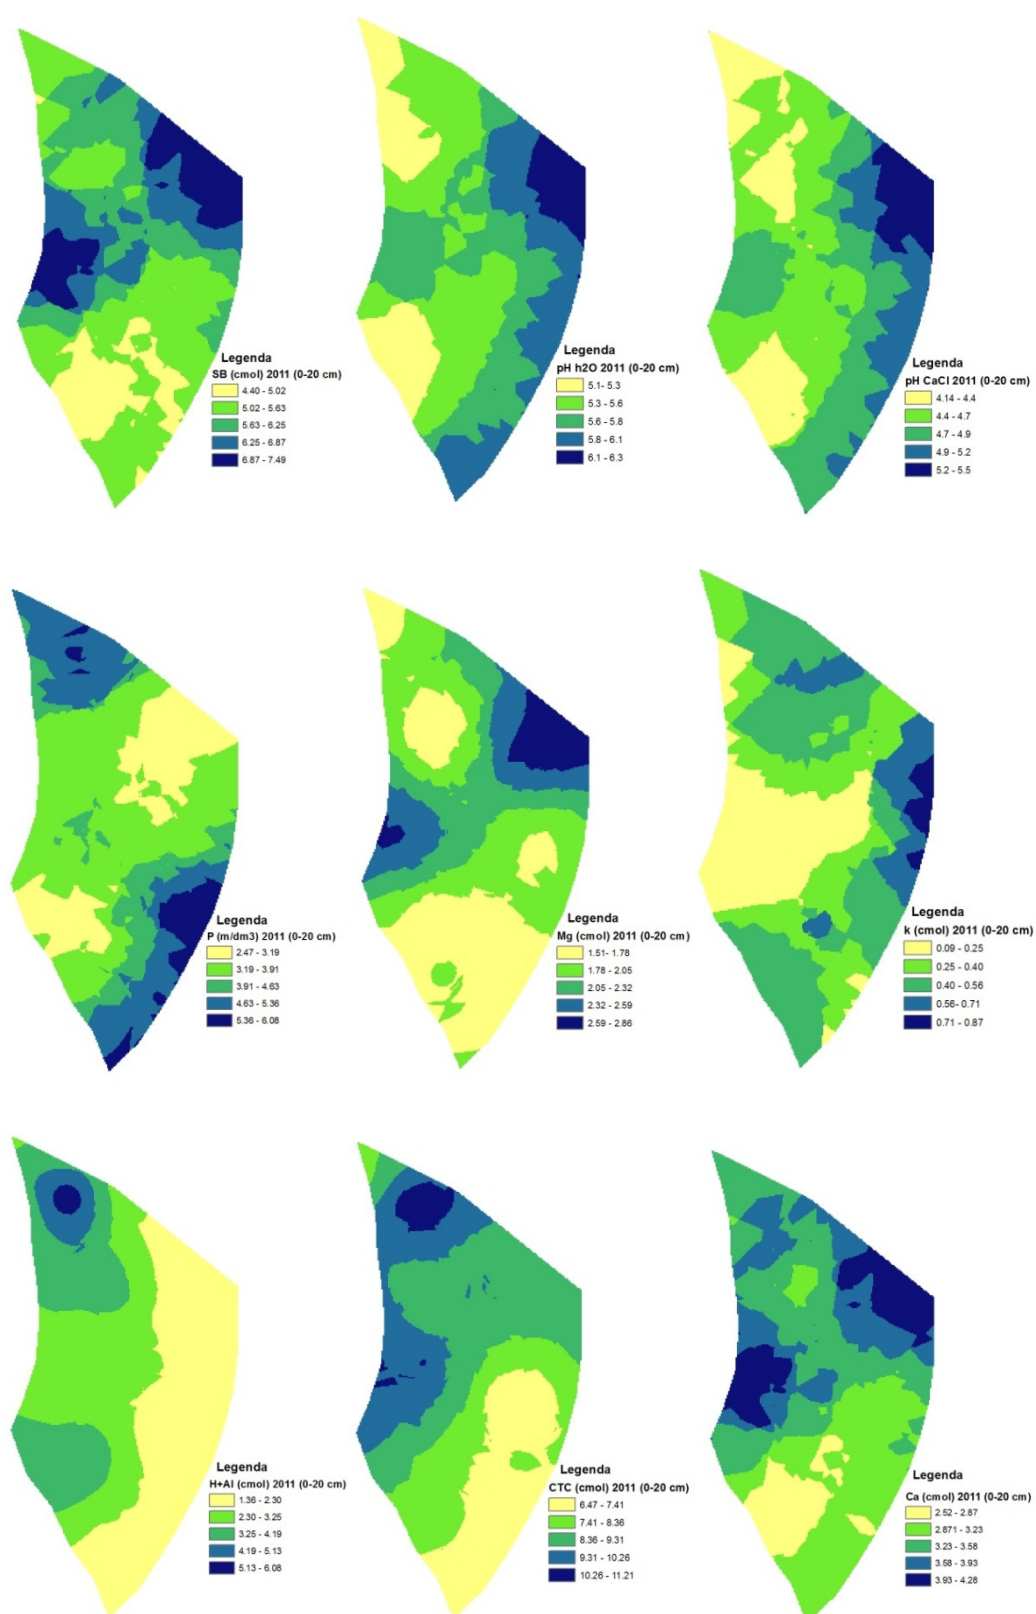 Legenda
SB (cmol) 2011 (0-20 cm)
4.40 - 5.02
5.02 - 5.63
5.63 - 6.25
6.25 - 6.87
6.87 - 7.49
Legenda
pH h2O 2011 (0-20 cm)
5.1- 5.3
5.3 - 5.6
5.6 - 5.8
5.8 - 6.1
6.1 - 6.3
Legenda
pH CaCl 2011 (0-20 cm)
4.14 - 4.4
4.4 - 4.7
4.7 - 4.9
4.9 - 5.2
5.2 - 5.5
Legenda
P (m/dm3) 2011 (0-20 cm)
2.47 - 3.19
3.19 - 3.91
3.91 - 4.63
4.63 - 5.36
5.36 - 6.08
Legenda
Mg (cmol) 2011 (0-20 cm)
1.51- 1.78
1.78 - 2.05
2.05 - 2.32
2.32 - 2.59
2.59 - 2.86
Legenda
k (cmol) 2011 (0-20 cm)
0.09 - 0.25
0.25 - 0.40
0.40 - 0.56
0.56- 0.71
0.71 - 0.87
Legenda
H+Al (cmol) 2011 (0-20 cm)
1.36 - 2.30
2.30 - 3.25
3.25 - 4.19
4.19 - 5.13
5.13 - 6.08
Legenda
CTC (cmol) 2011 (0-20 cm)
6.47 - 7.41
7.41 - 8.36
8.36 - 9.31
9.31 - 10.26
10.26 - 11.21
Legenda
Ca (cmol) 2011 (0-20 cm)
2.52 - 2.87
2.871 - 3.23
3.23 - 3.58
3.58 - 3.93
3.93 - 4.28